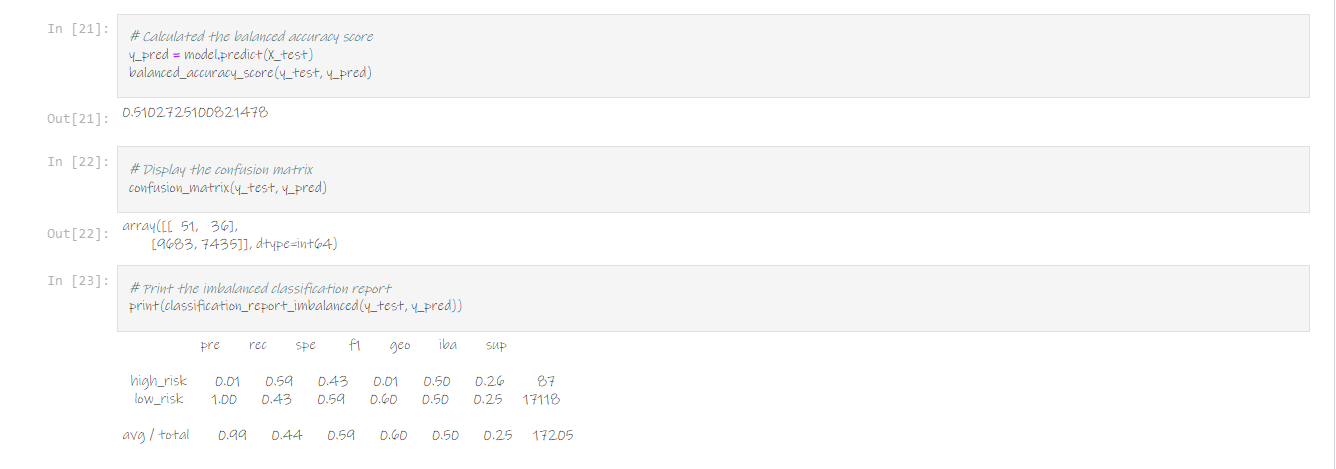 In [21]:
# Calculated the balanced accuracy score
y_pred = model.predict(X_test)
balanced_accuracy_score(y_test, y_pred)
Out[21]: 0.5102725100821478
In [22]:
# Display the confusion matrix
confusion_matrix(y_test, y_pred)
Out[22]: array([[ 51, 36],
[9683, 7435]], dtype=int64)
In [23]:
# Print the imbalanced classification report
print(classification_report_imbalanced(y_test, y_pred))
pre rec spe f1 geo iba sup
high_risk 0.01 0.59 0.43 0.01 0.50 0.26 87
low_risk 1.00 0.43 0.59 0.60 0.50 0.25 17118
avg / total 0.99 0.44 0.59 0.60 0.50 0.25 17205